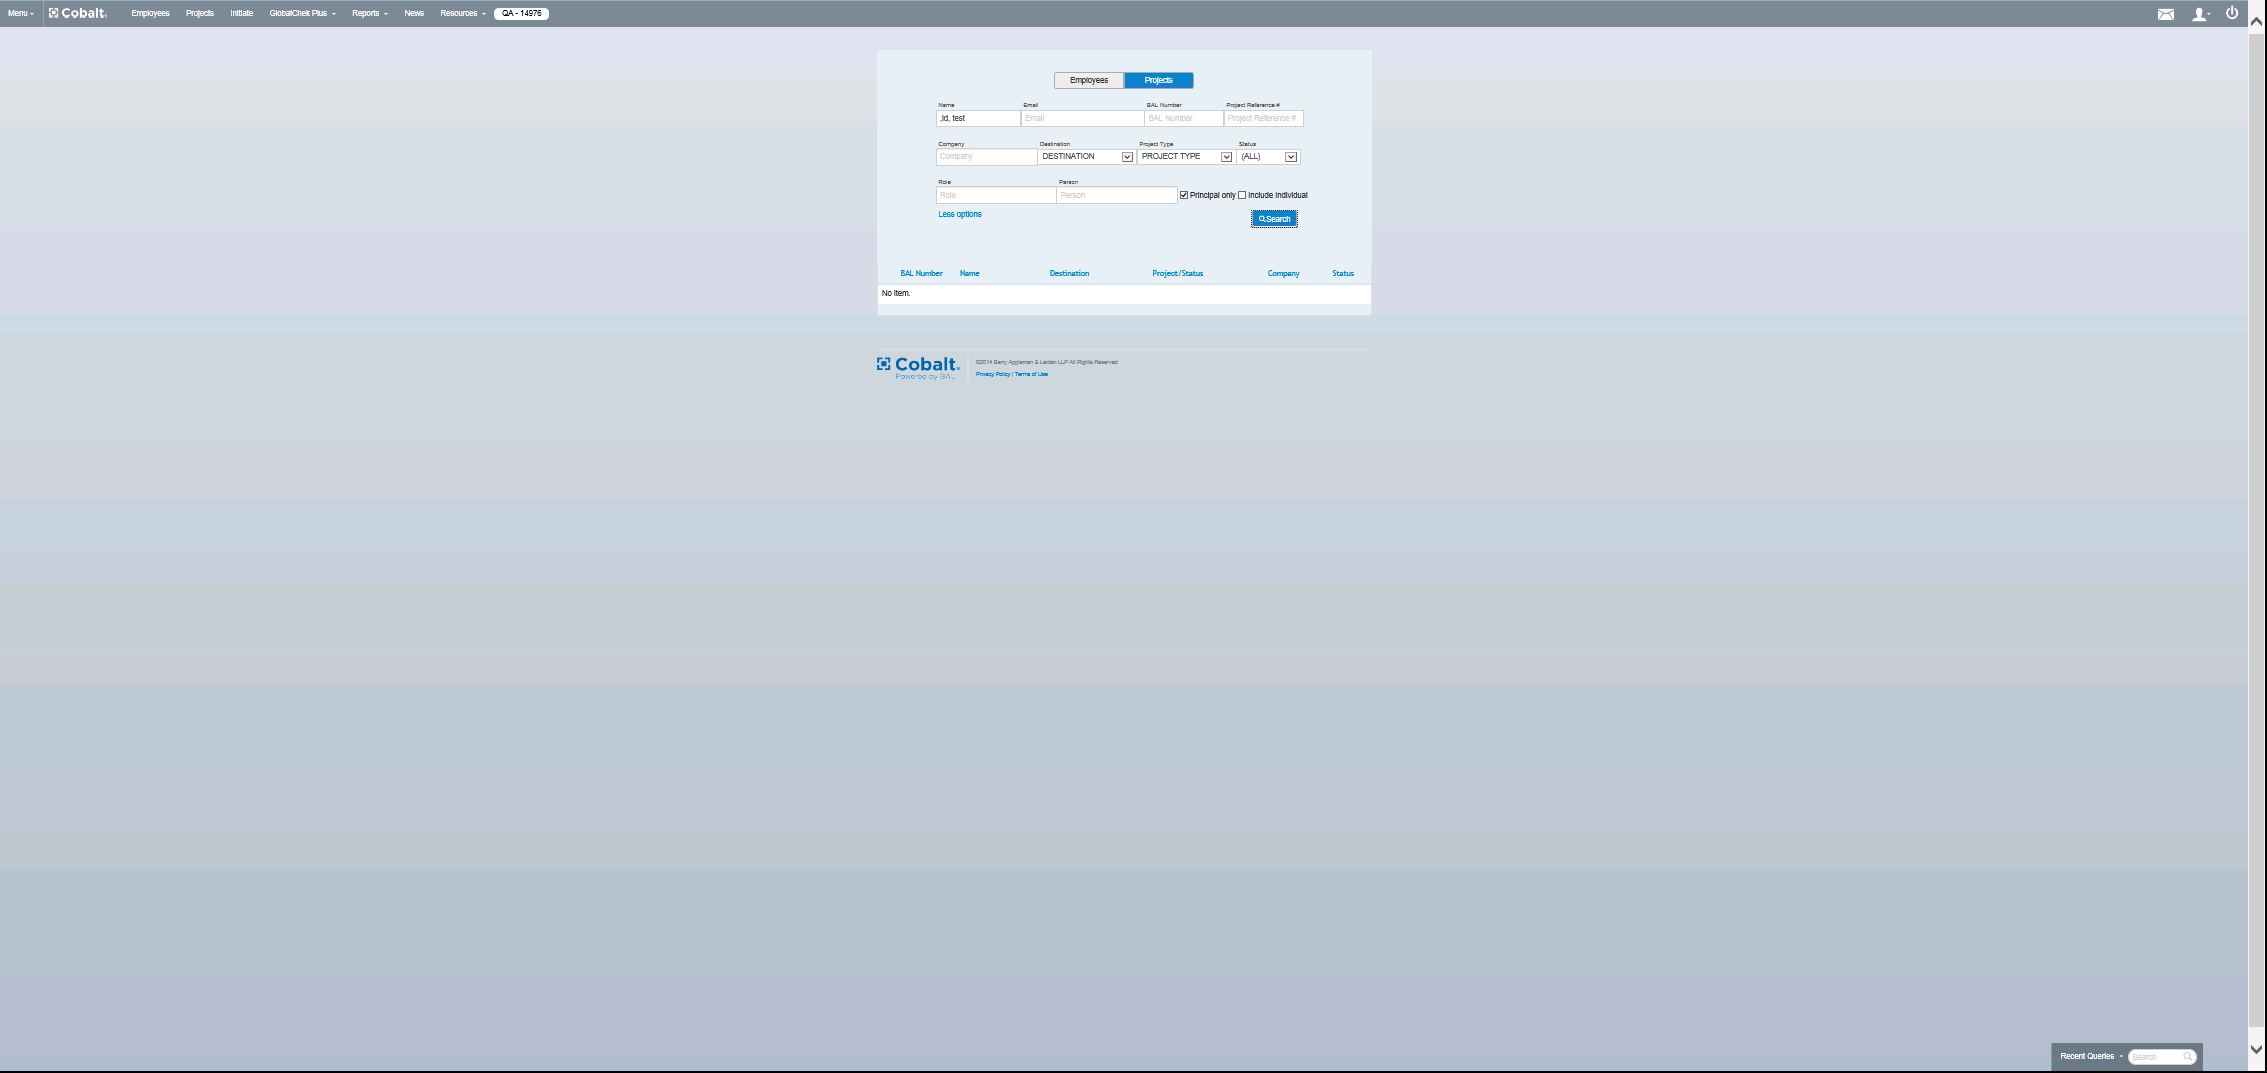 Menu Cobalt Employees Projects Initiate GlobalChek Plus Reports News Resources QA - 14976
Employees Projects
Name Email BAL Number Project Reference #
,ld, test Email BAL Number Project Reference #
Company Destination Project Type Status
Company DESTINATION PROJECT TYPE (ALL)
Role Person
Role Person Principal only Include Individual
Less options Search
BAL Number Name Destination Project/Status Company Status
No item.
Cobalt ©2014 Berry Appleman & Leiden LLP All Rights Reserved
Powered by BAL Privacy Policy | Terms of Use
Recent Queries Search